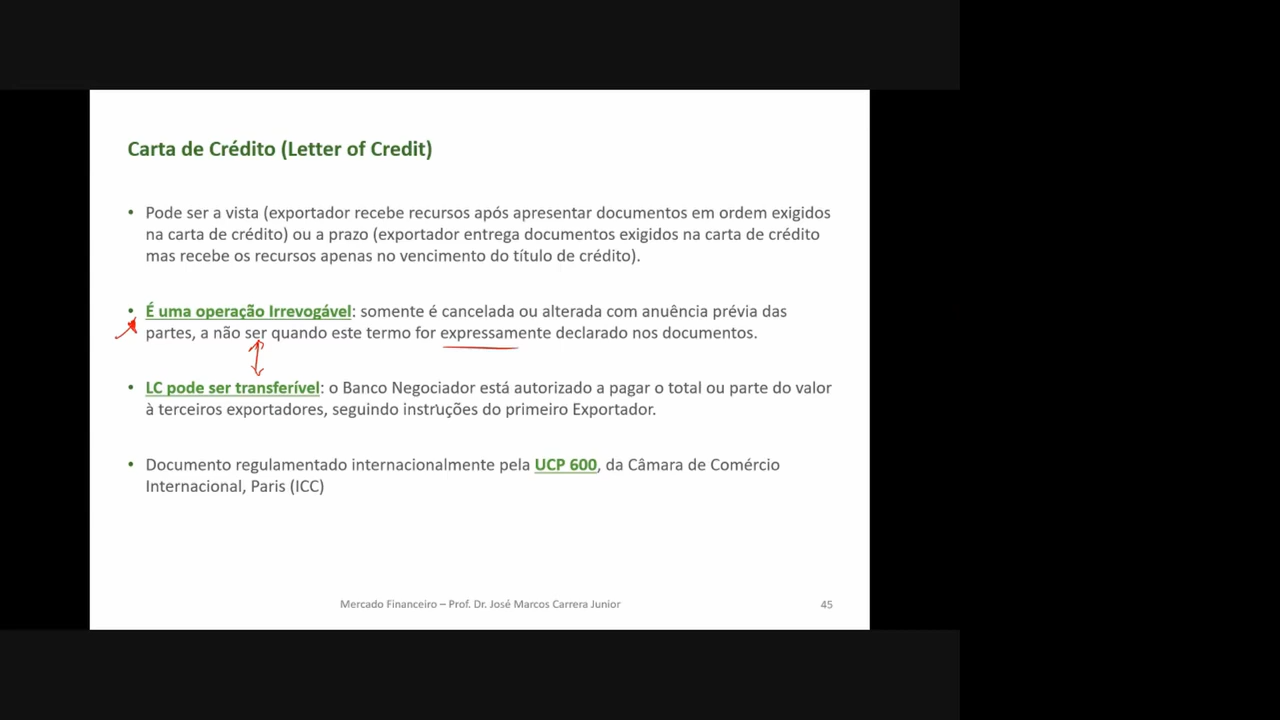 Carta de Crédito (Letter of Credit)
• Pode ser a vista (exportador recebe recursos após apresentar documentos em ordem exigidos
na carta de crédito) ou a prazo (exportador entrega documentos exigidos na carta de crédito
mas recebe os recursos apenas no vencimento do título de crédito).
• É uma operação Irrevogável: somente é cancelada ou alterada com anuência prévia das
partes, a não ser quando este termo for expressamente declarado nos documentos.
• LC pode ser transferível: o Banco Negociador está autorizado a pagar o total ou parte do valor
à terceiros exportadores, seguindo instruções do primeiro Exportador.
• Documento regulamentado internacionalmente pela UCP 600, da Câmara de Comércio
Internacional, Paris (ICC)
Mercado Financeiro – Prof. Dr. José Marcos Carrera Junior
45